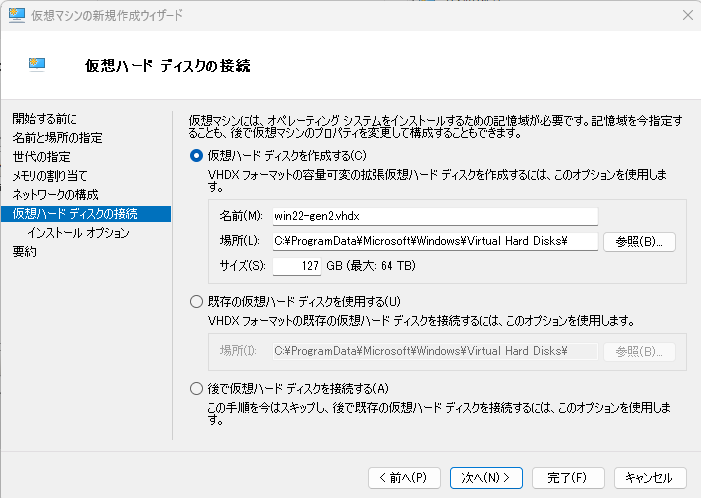 仮想マシンの新規作成ウィザード
仮想ハード ディスクの接続
開始する前に
名前と場所の指定
世代の指定
メモリの割り当て
ネットワークの構成
仮想ハード ディスクの接続
インストール オプション
要約
仮想マシンには、オペレーティング システムをインストールするための記憶域が必要です。記憶域を今指定す
ることも、後で仮想マシンのプロパティを変更して構成することもできます。
仮想ハード ディスクを作成する(C)
VHDX フォーマットの容量可変の拡張仮想ハード ディスクを作成するには、このオプションを使用しま
す。
名前(M): win22-gen2.vhdx
場所(L): C:¥ProgramData¥Microsoft¥Windows¥Virtual Hard Disks¥ 参照(B)...
サイズ(S): 127 GB (最大: 64 TB)
既存の仮想ハード ディスクを使用する(U)
VHDX フォーマットの既存の仮想ハード ディスクを接続するには、このオプションを使用します。
場所(I): C:¥ProgramData¥Microsoft¥Windows¥Virtual Hard Disks¥ 参照(B)...
後で仮想ハード ディスクを接続する(A)
この手順を今はスキップし、後で既存の仮想ハード ディスクを接続するには、このオプションを使用しま
す。
< 前へ(P) 次へ(N) > 完了(F) キャンセル